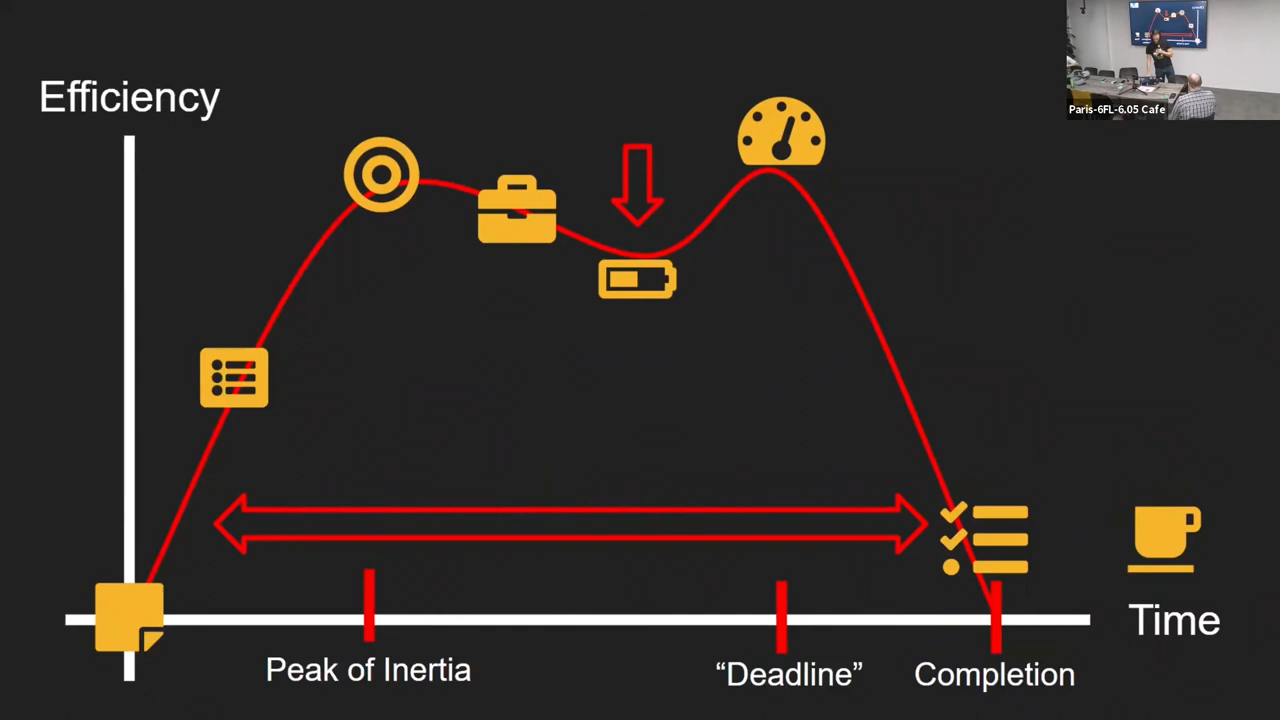 Efficiency
Paris-6FL-6.05 Cafe
Time
Peak of Inertia
“Deadline”
Completion